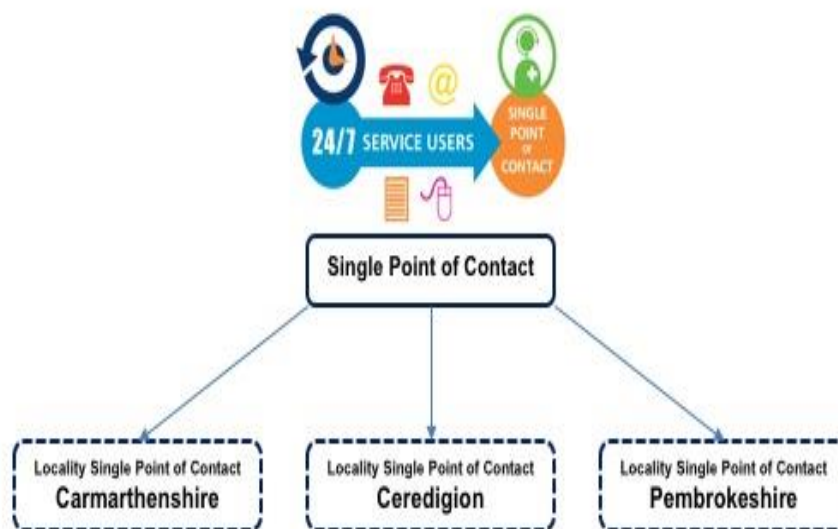 @
24/7 SERVICE USERS
SINGLE
POINT
OF
CONTACT
Single Point of Contact
Locality Single Point of Contact
Carmarthenshire
Locality Single Point of Contact
Ceredigion
Locality Single Point of Contact
Pembrokeshire